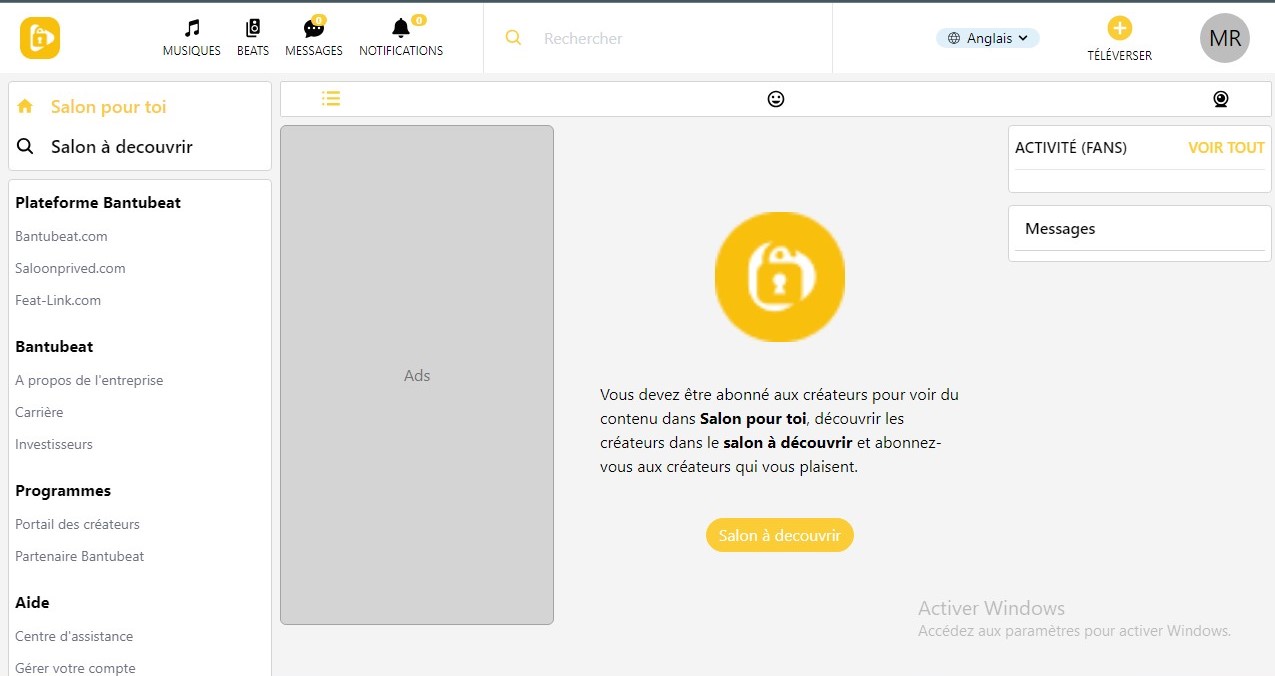 MUSIQUES
BEATS
0
MESSAGES
0
NOTIFICATIONS
Rechercher
Anglais
TÉLÉVERSER
MR
Salon pour toi
Salon à decouvrir
Plateforme Bantubeat
Bantubeat.com
Saloonprived.com
Feat-Link.com
Bantubeat
A propos de l'entreprise
Carrière
Investisseurs
Programmes
Portail des créateurs
Partenaire Bantubeat
Aide
Centre d'assistance
Gérer votre compte
Ads
Vous devez être abonné aux créateurs pour voir du
contenu dans Salon pour toi, découvrir les
créateurs dans le salon à découvrir et abonnez-
vous aux créateurs qui vous plaisent.
Salon à decouvrir
ACTIVITÉ (FANS) VOIR TOUT
Messages
Activer Windows
Accédez aux paramètres pour activer Windows.